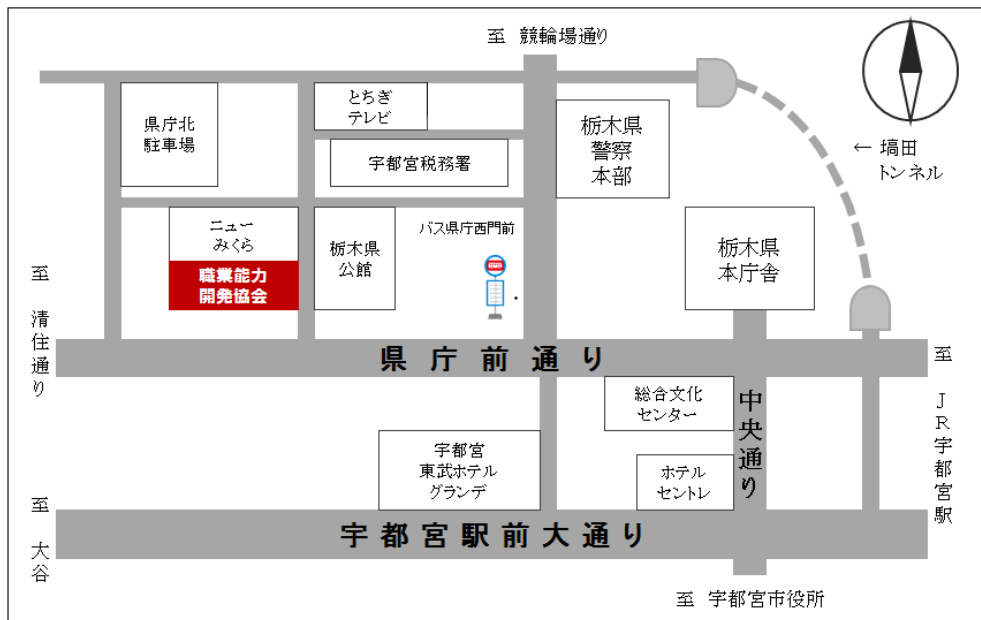 至 競輪場通り
県庁北
駐車場
とちぎ
テレビ
宇都宮税務署
栃木県
警察
本部
← 塙田
トンネル
ニュー
みくら
職業能力
開発協会
栃木県
公館
バス県庁西門前
栃木県
本庁舎
至 清住通り
県庁前通り
至 JR宇都宮駅
総合文化
センター
中央通り
宇都宮
東武ホテル
グランデ
ホテル
セントレ
至 大谷
宇都宮駅前大通り
至 宇都宮市役所